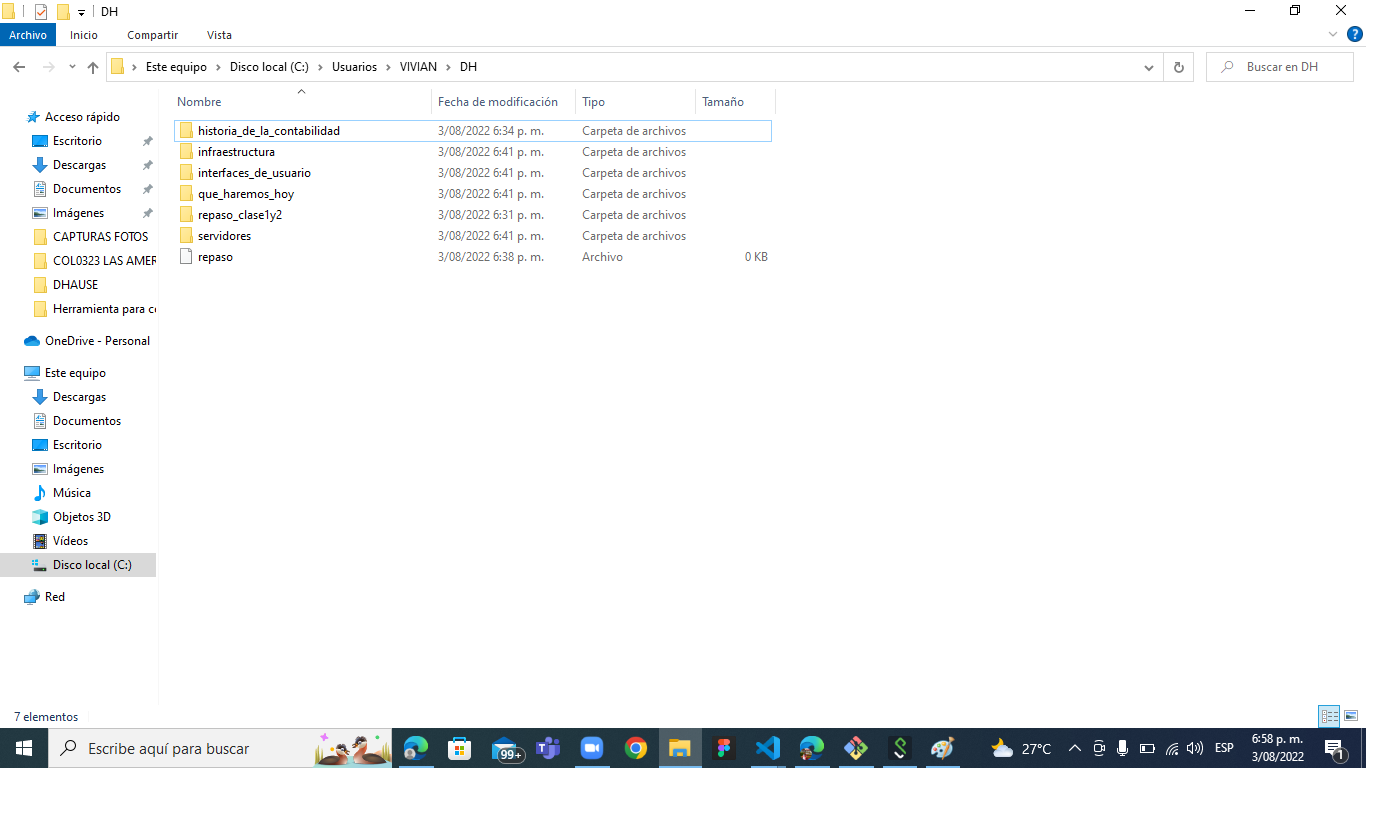 DH
Archivo Inicio Compartir Vista
Este equipo Disco local (C:) Usuarios VIVIAN DH
Buscar en DH
Acceso rápido
Escritorio
Descargas
Documentos
Imágenes
CAPTURAS FOTOS
COL0323 LAS AMER
DHAUSE
Herramienta para co
OneDrive - Personal
Este equipo
Descargas
Documentos
Escritorio
Imágenes
Música
Objetos 3D
Vídeos
Disco local (C:)
Red
Nombre Fecha de modificación Tipo Tamaño
historia_de_la_contabilidad 3/08/2022 6:34 p. m. Carpeta de archivos
infraestructura 3/08/2022 6:41 p. m. Carpeta de archivos
interfaces_de_usuario 3/08/2022 6:41 p. m. Carpeta de archivos
que_haremos_hoy 3/08/2022 6:41 p. m. Carpeta de archivos
repaso_clase1y2 3/08/2022 6:31 p. m. Carpeta de archivos
servidores 3/08/2022 6:41 p. m. Carpeta de archivos
repaso 3/08/2022 6:38 p. m. Archivo 0 KB
7 elementos
Escribe aquí para buscar
99+
27°C
ESP
6:58 p. m.
3/08/2022
1